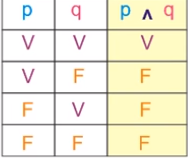 p q p ∧ q
V V V
V F F
F V F
F F F